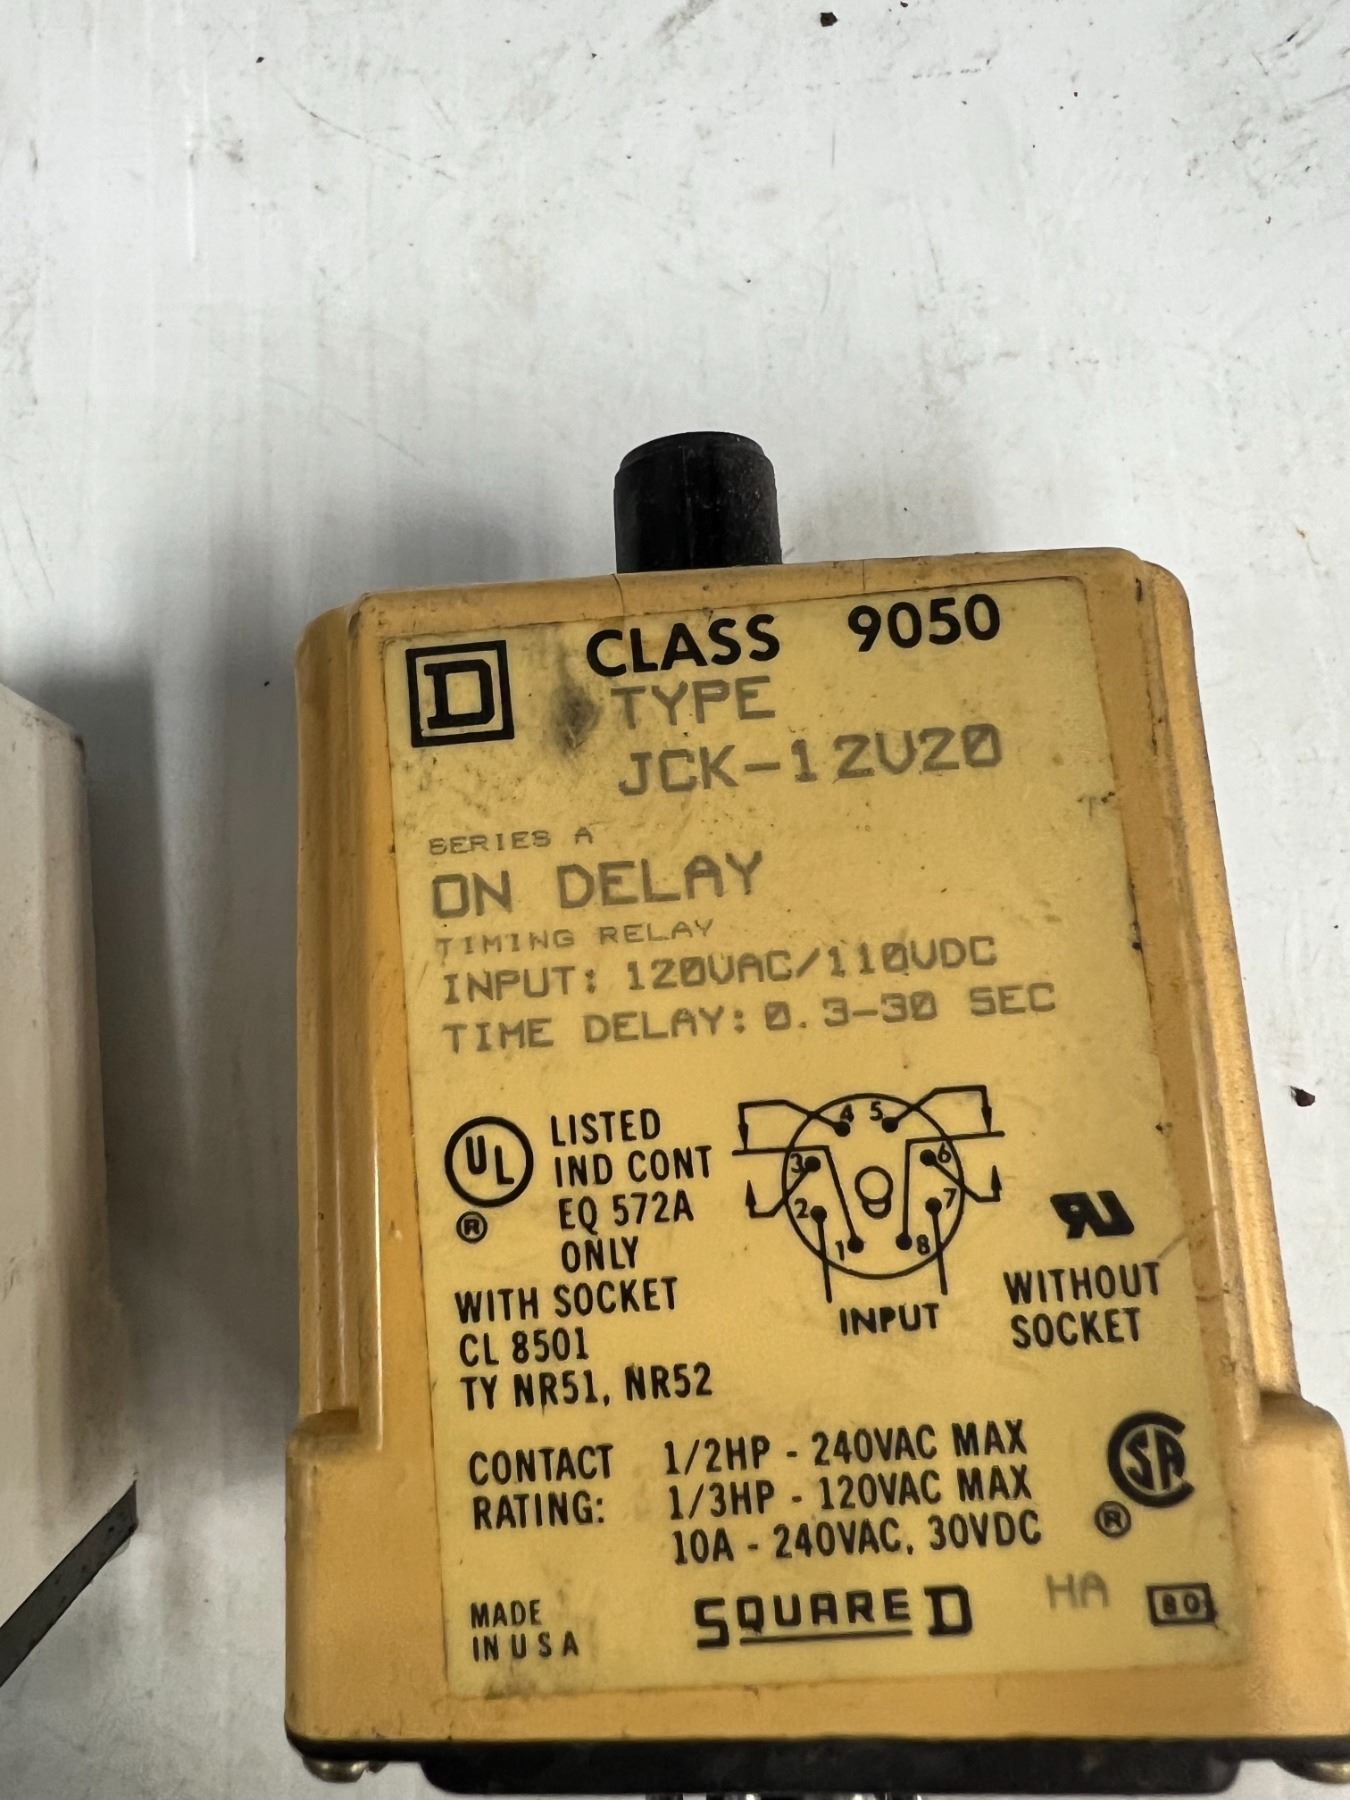 D CLASS 9050
TYPE
JCK-12V20
SERIES A
ON DELAY
TIMING RELAY
INPUT: 120VAC/110VDC
TIME DELAY: 0.3-30 SEC
UL LISTED
IND CONT
® EQ 572A
ONLY
WITH SOCKET
CL 8501
TY NR51, NR52
4 5
3 6
2 7
1 8
INPUT
RU
WITHOUT
SOCKET
CONTACT 1/2HP - 240VAC MAX
RATING: 1/3HP - 120VAC MAX
10A - 240VAC, 30VDC
SA ®
MADE
IN U S A
SQUARE D
HA
80